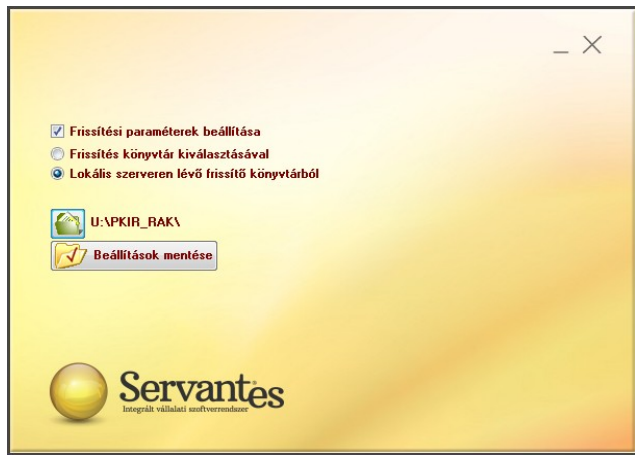 Frissítési paraméterek beállítása
Frissítés könyvtár kiválasztásával
Lokális szerveren lévő frissítő könyvtárból
U:\PKIR_RAK\
Beállítások mentése
Servantes
Integrált vállalati szoftverrendszer